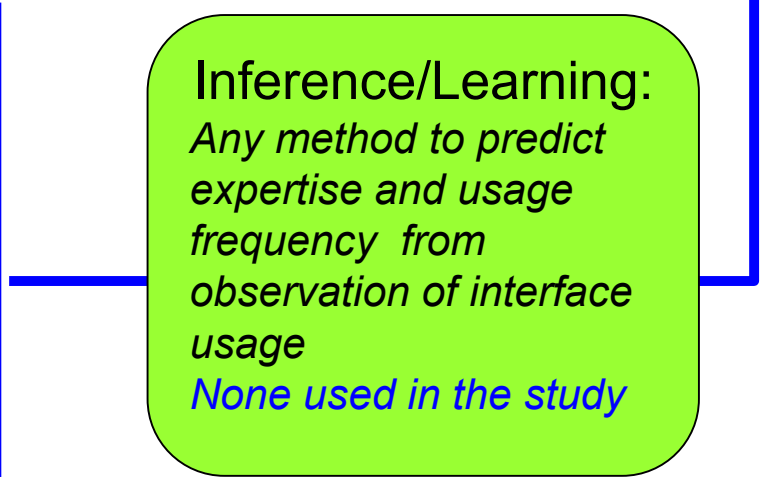 Inference/Learning:
Any method to predict
expertise and usage
frequency from
observation of interface
usage
None used in the study